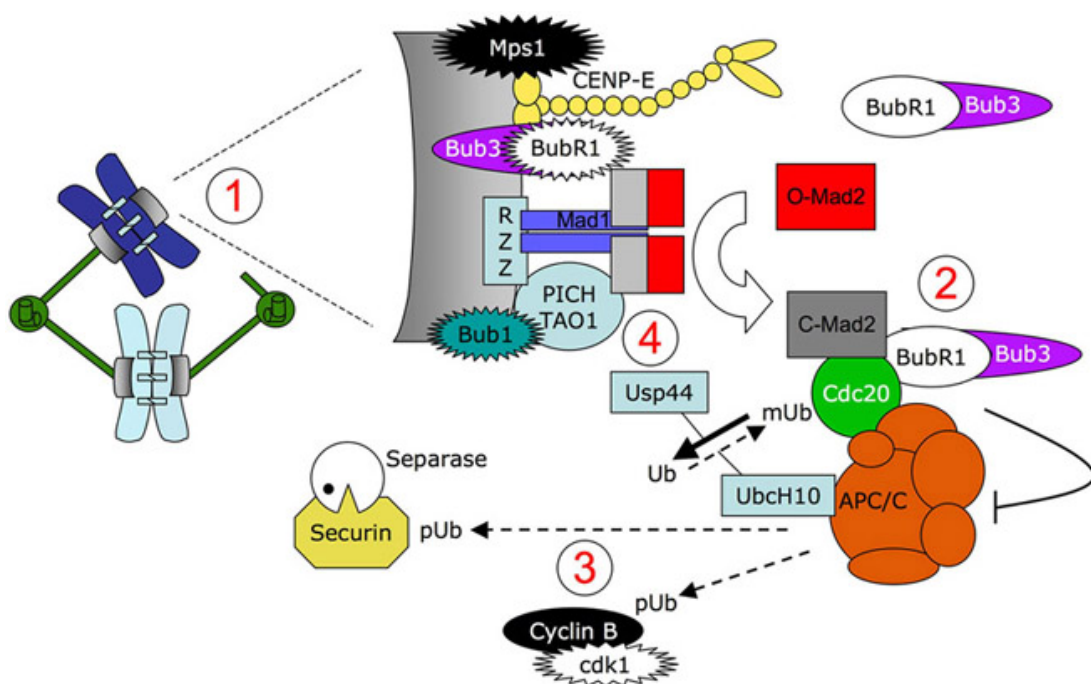 Mps1
CENP-E
BubR1 Bub3
Bub3 BubR1
1
O-Mad2
R
Z
Z
Mad1
PICH
TAO1
2
C-Mad2
Bub1
4
BubR1 Bub3
Usp44
Cdc20
mUb
Separase
Ub
UbcH10
APC/C
Securin
pUb
3
pUb
Cyclin B
cdk1